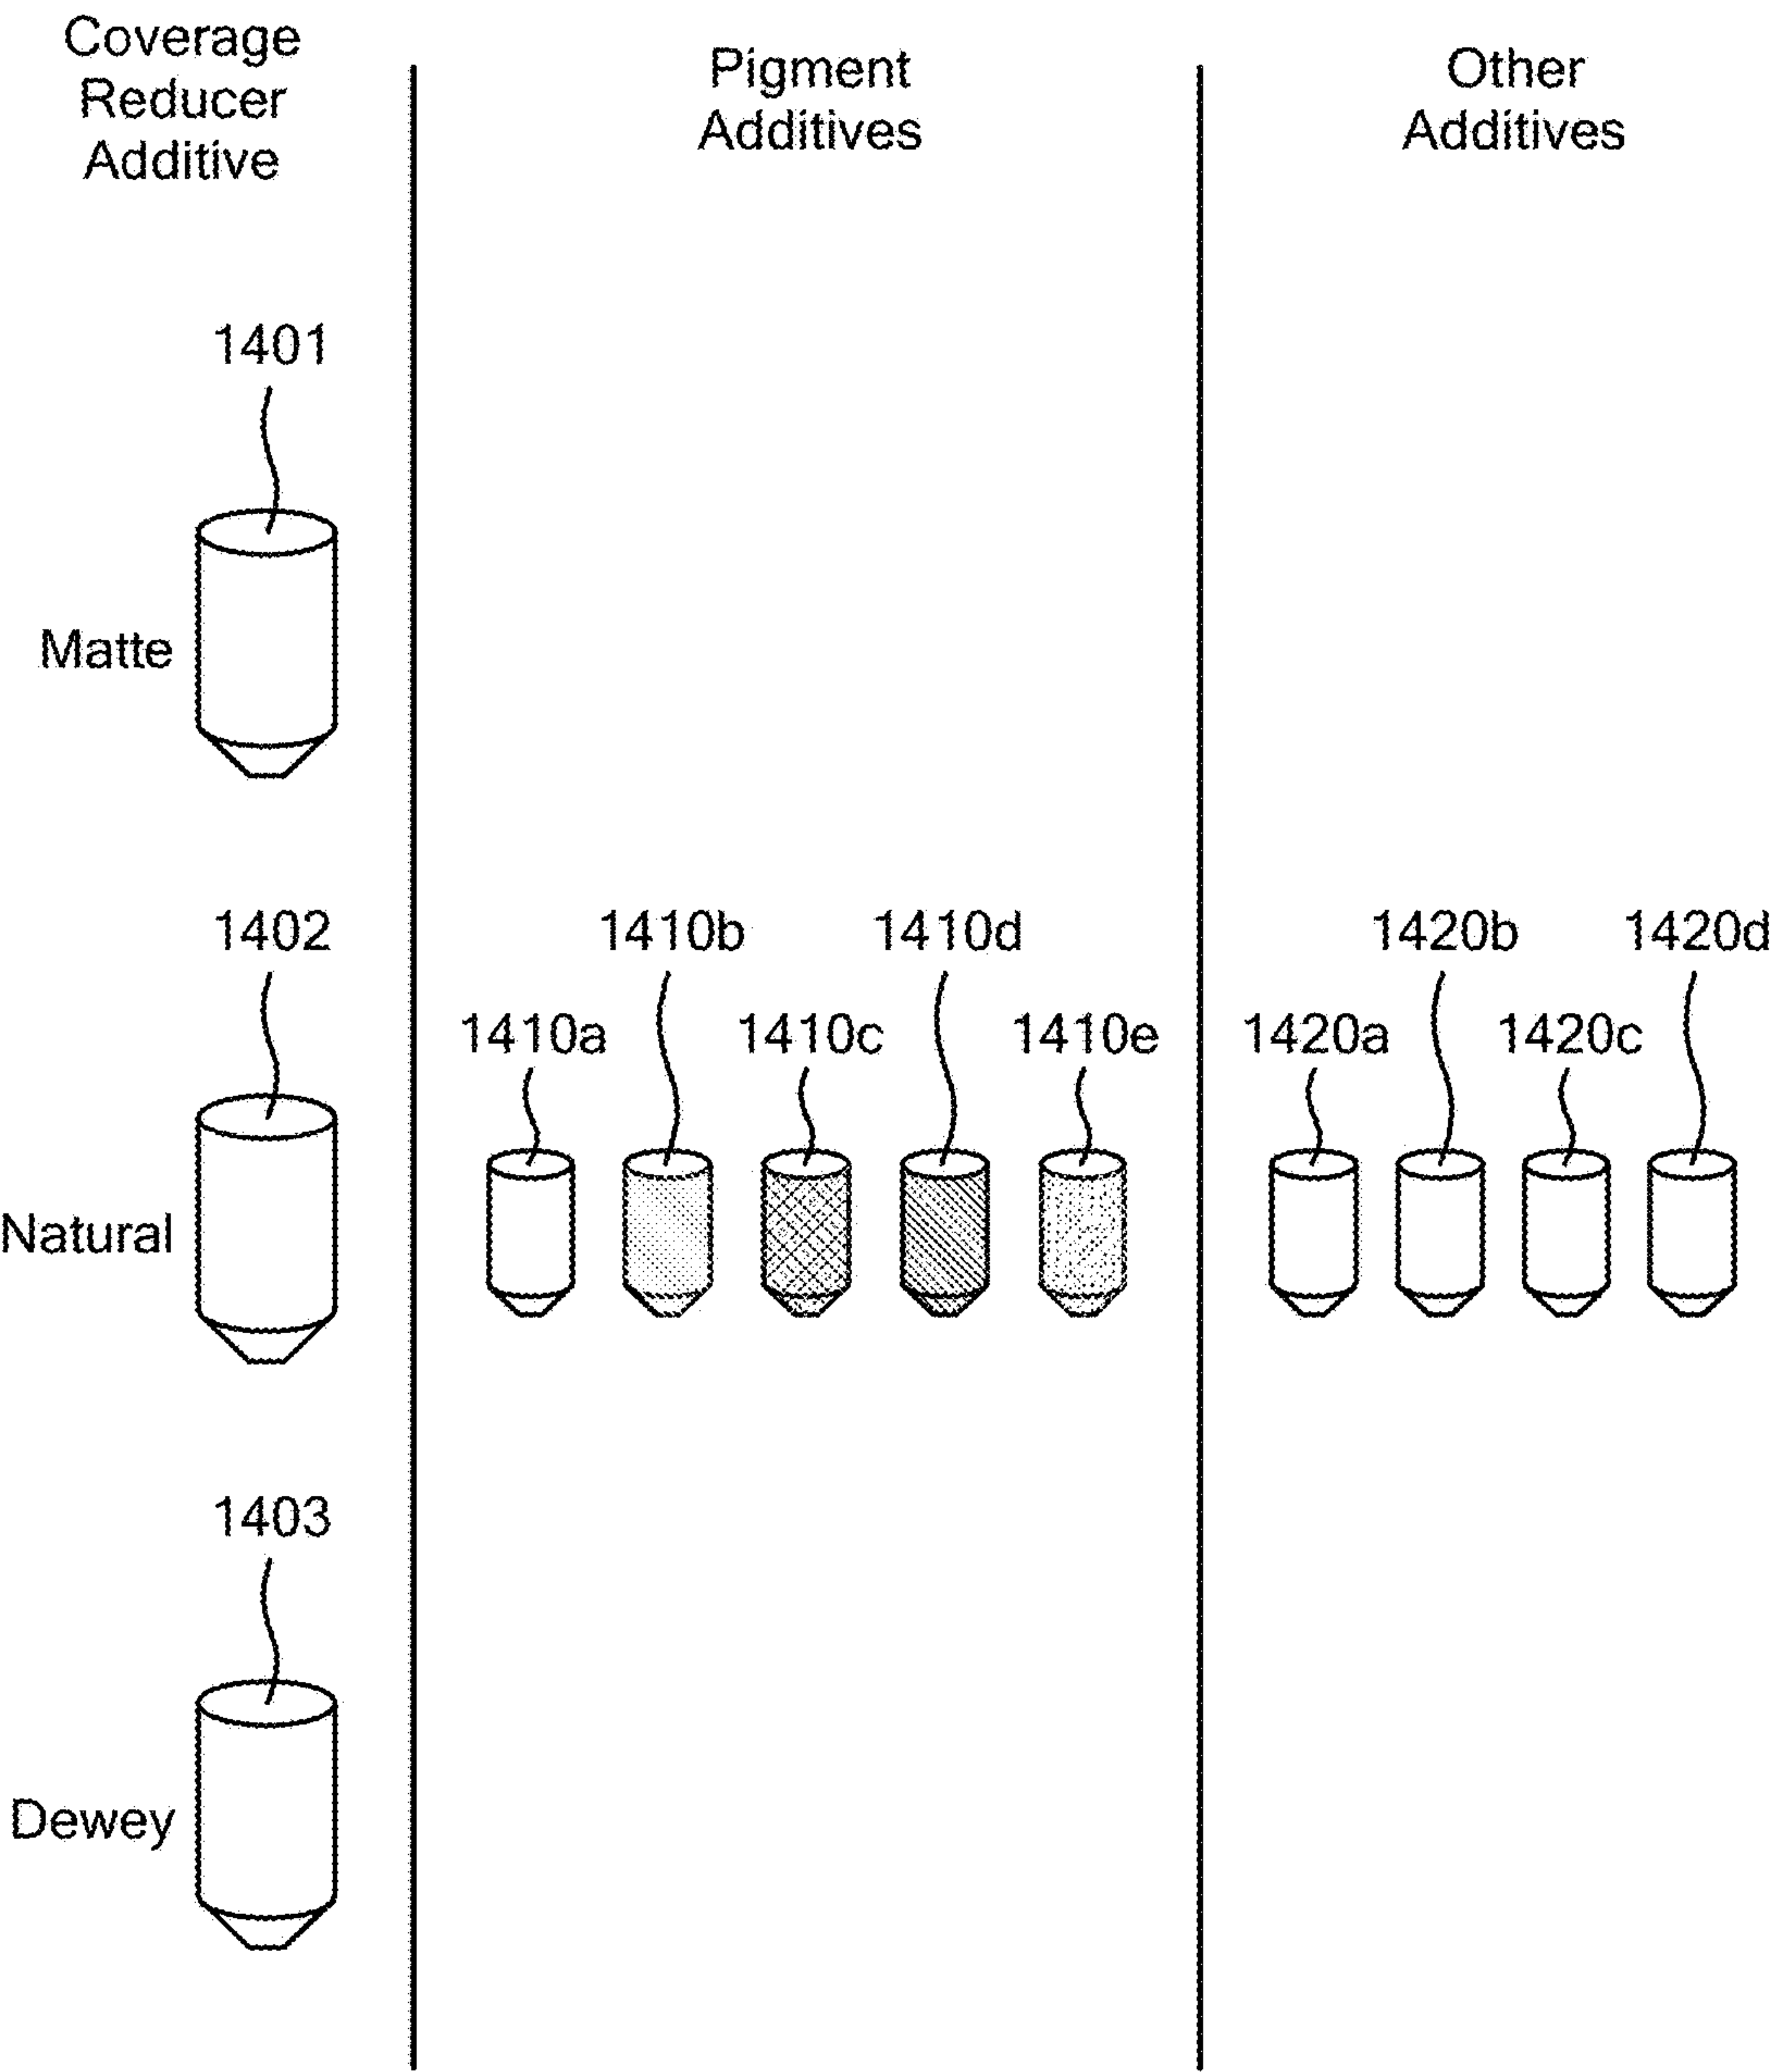 Coverage
Reducer
Additive
Pigment
Additives
Other
Additives
1401
Matte
1402
1410b
1410d
1420b
1420d
1410a
1410c
1410e
1420a
1420c
Natural
1403
Dewey